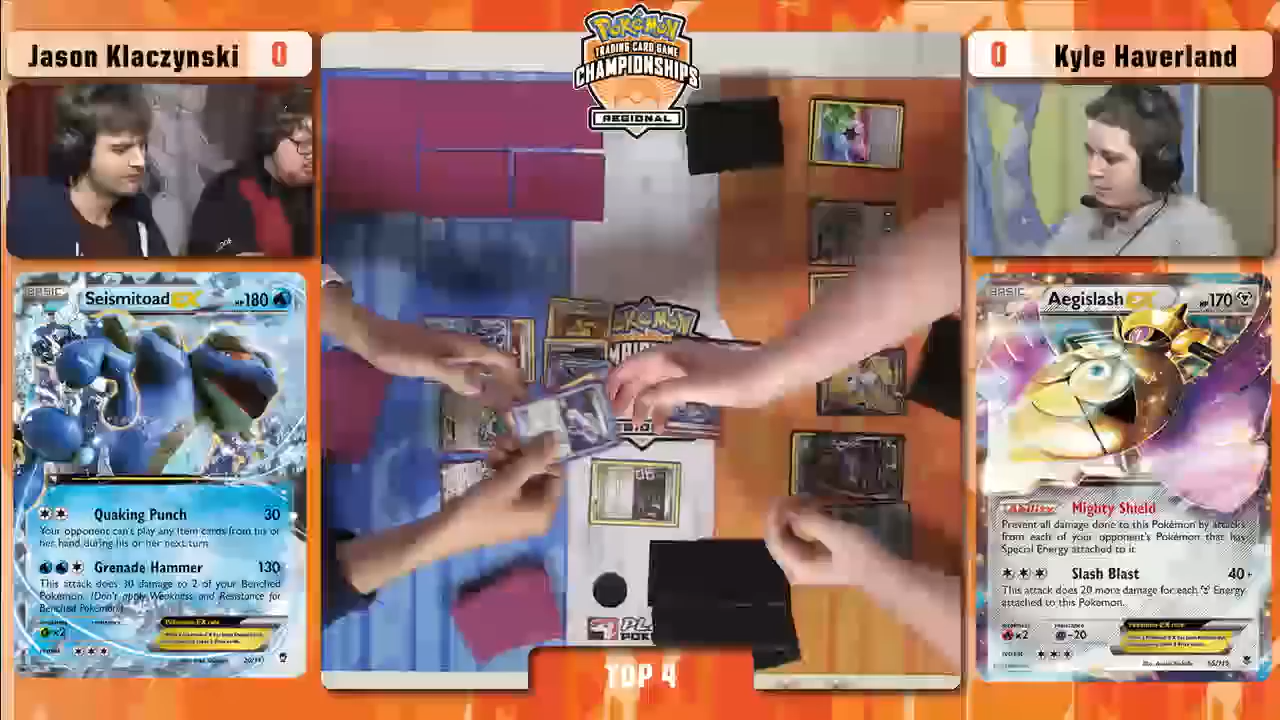 Jason Klaczynski 0
POKéMON
TRADING CARD GAME
CHAMPIONSHIPS
REGIONAL
0 Kyle Haverland
BASIC
Seismitoad EX HP180
Quaking Punch 30
Your opponent can't play any Item cards from his or
her hand during his or her next turn.
Grenade Hammer 130
This attack does 30 damage to 2 of your Benched
Pokémon. (Don't apply Weakness and Resistance for
Benched Pokémon.)
×2
Pokémon-EX rule
BASIC
Aegislash EX HP170
Ability Mighty Shield
Prevent all damage done to this Pokémon by attacks
from each of your opponent's Pokémon that has
Special Energy attached to it.
Slash Blast 40+
This attack does 20 more damage for each Energy
attached to this Pokémon.
×2 -20
Pokémon-EX rule
TOP 4